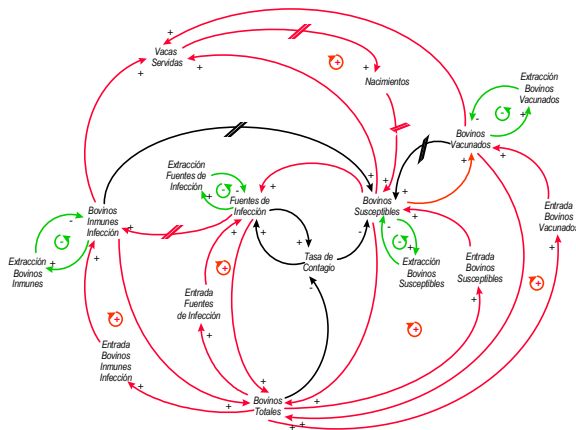 Vacas
Servidas
Nacimientos
Extracción
Bovinos
Vacunados
Bovinos
Vacunados
Extracción
Fuentes de
Infección
Fuentes de
Infección
Bovinos
Susceptibles
Entrada
Bovinos
Vacunados
Bovinos
Inmunes
Infección
Extracción
Bovinos
Inmunes
Tasa de
Contagio
Extracción
Bovinos
Susceptibles
Entrada
Bovinos
Susceptibles
Entrada
Fuentes
de Infección
Entrada
Bovinos
Inmunes
Infección
Bovinos
Totales